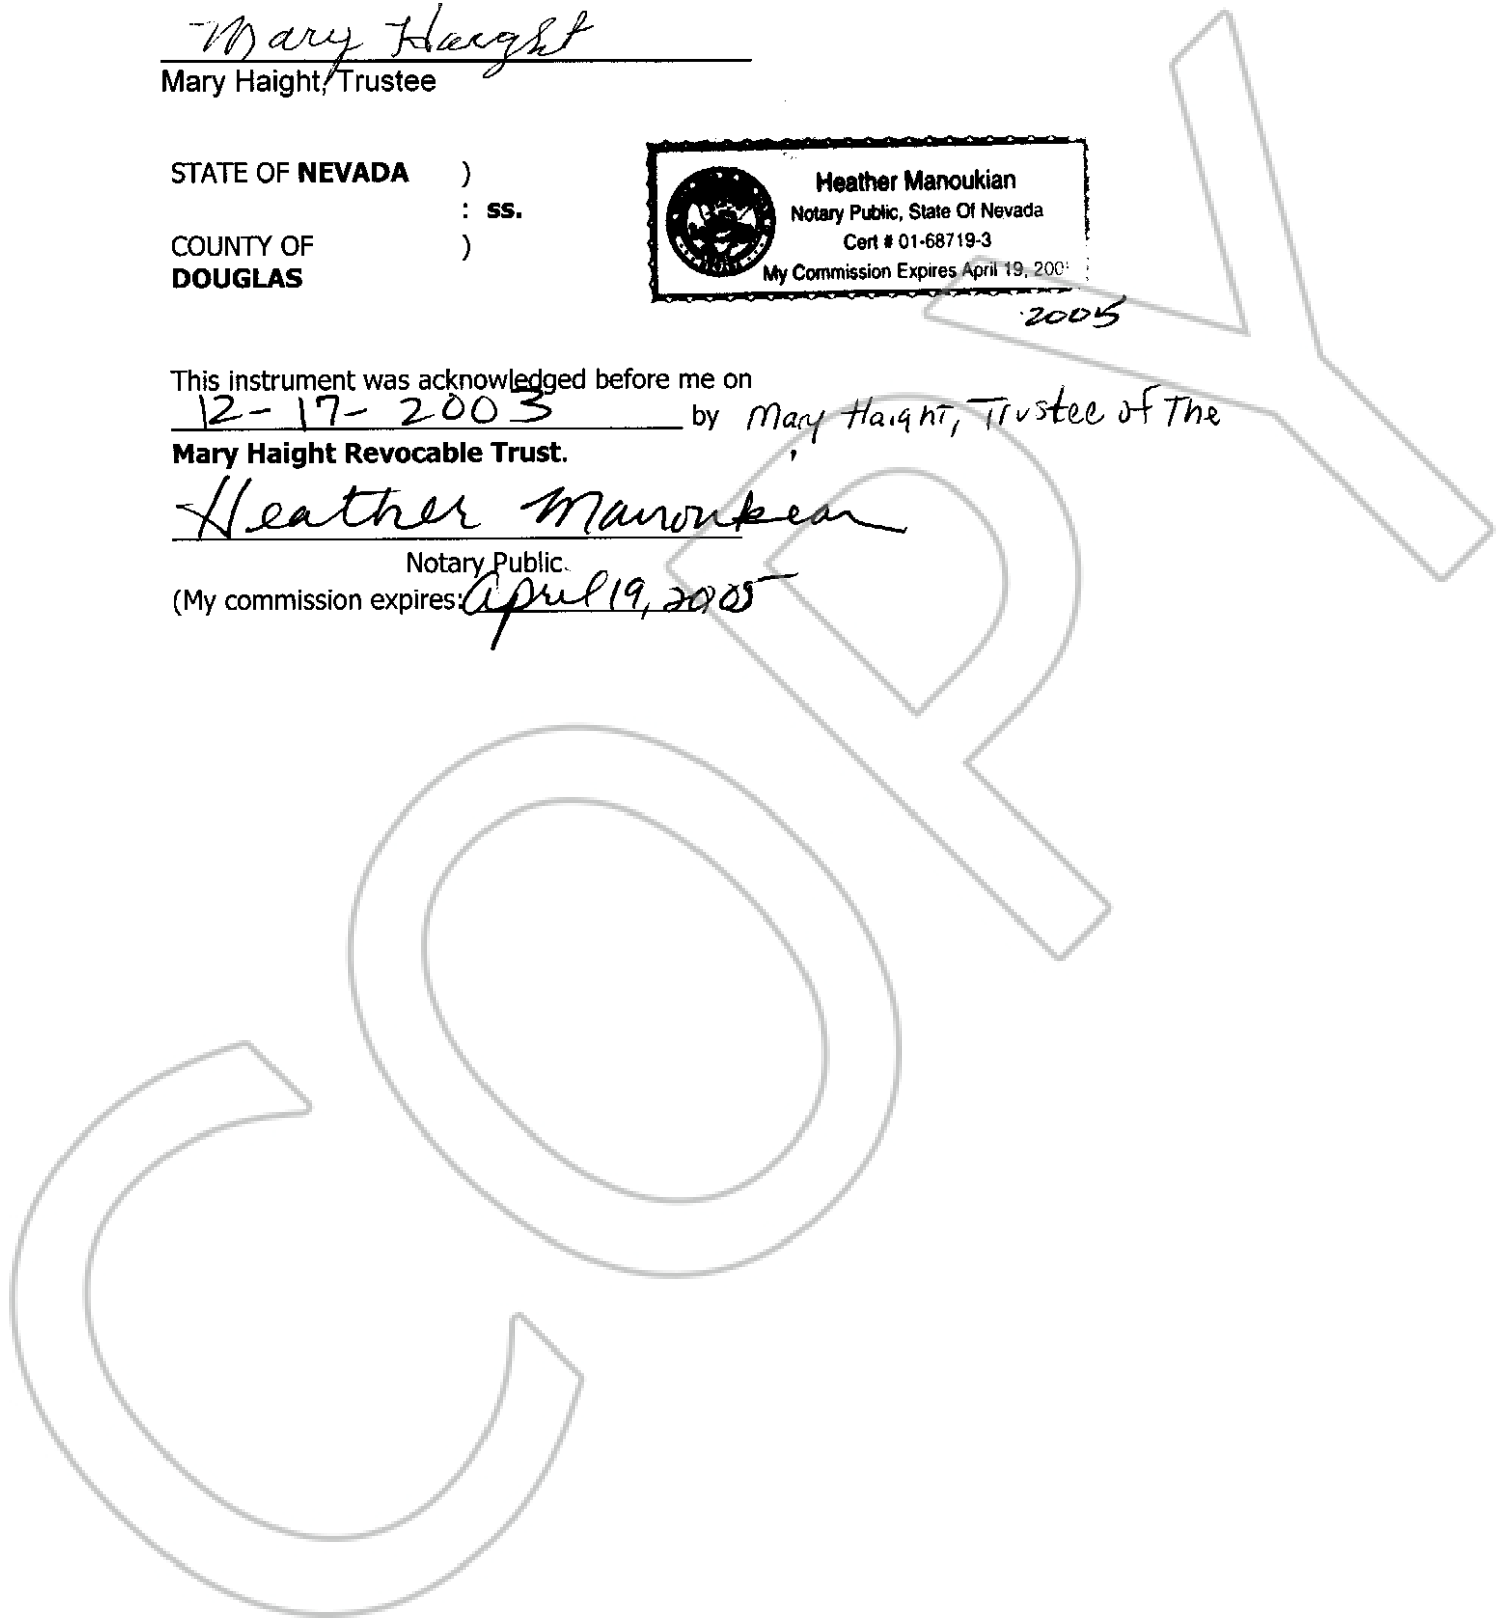 Mary Haight
Mary Haight, Trustee
STATE OF NEVADA )
: ss.
COUNTY OF )
DOUGLAS
Heather Manoukian
Notary Public, State Of Nevada
Cert # 01-68719-3
My Commission Expires April 19, 200
2005
This instrument was acknowledged before me on
12-17-2003 by Mary Haight, Trustee of The
Mary Haight Revocable Trust.
Heather Manoukian
Notary Public
(My commission expires: April 19, 2005
COPY